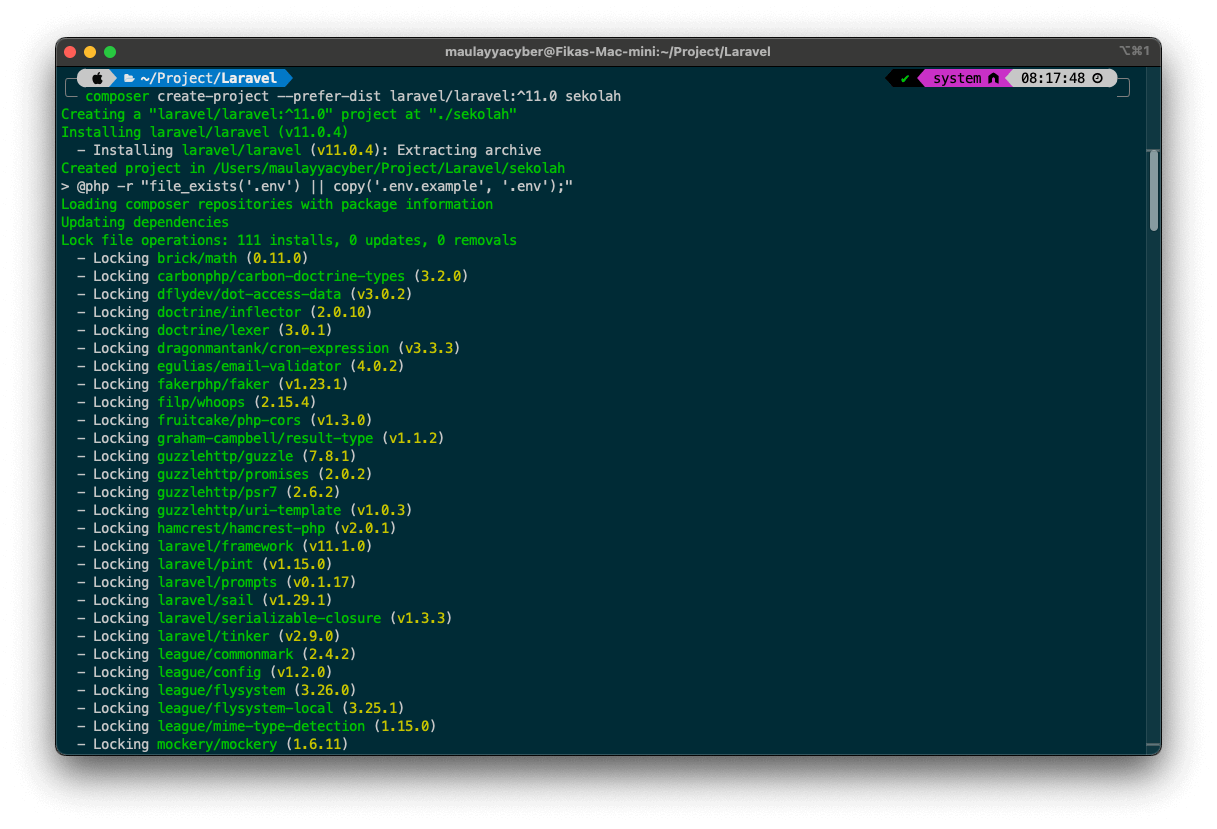 maulayyacyber@Fikas-Mac-mini:~/Project/Laravel ⌥⌘1
~/Project/Laravel ✔ system 08:17:48
composer create-project --prefer-dist laravel/laravel:^11.0 sekolah
Creating a "laravel/laravel:^11.0" project at "./sekolah"
Installing laravel/laravel (v11.0.4)
- Installing laravel/laravel (v11.0.4): Extracting archive
Created project in /Users/maulayyacyber/Project/Laravel/sekolah
> @php -r "file_exists('.env') || copy('.env.example', '.env');"
Loading composer repositories with package information
Updating dependencies
Lock file operations: 111 installs, 0 updates, 0 removals
- Locking brick/math (0.11.0)
- Locking carbonphp/carbon-doctrine-types (3.2.0)
- Locking dflydev/dot-access-data (v3.0.2)
- Locking doctrine/inflector (2.0.10)
- Locking doctrine/lexer (3.0.1)
- Locking dragonmantank/cron-expression (v3.3.3)
- Locking egulias/email-validator (4.0.2)
- Locking fakerphp/faker (v1.23.1)
- Locking filp/whoops (2.15.4)
- Locking fruitcake/php-cors (v1.3.0)
- Locking graham-campbell/result-type (v1.1.2)
- Locking guzzlehttp/guzzle (7.8.1)
- Locking guzzlehttp/promises (2.0.2)
- Locking guzzlehttp/psr7 (2.6.2)
- Locking guzzlehttp/uri-template (v1.0.3)
- Locking hamcrest/hamcrest-php (v2.0.1)
- Locking laravel/framework (v11.1.0)
- Locking laravel/pint (v1.15.0)
- Locking laravel/prompts (v0.1.17)
- Locking laravel/sail (v1.29.1)
- Locking laravel/serializable-closure (v1.3.3)
- Locking laravel/tinker (v2.9.0)
- Locking league/commonmark (2.4.2)
- Locking league/config (v1.2.0)
- Locking league/flysystem (3.26.0)
- Locking league/flysystem-local (3.25.1)
- Locking league/mime-type-detection (1.15.0)
- Locking mockery/mockery (1.6.11)